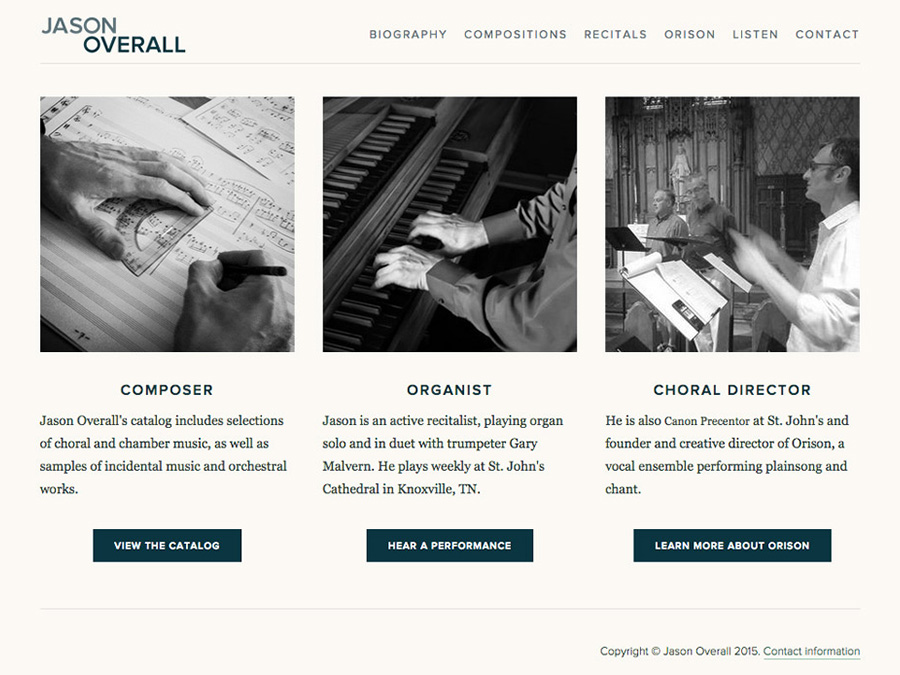 JASON
OVERALL
BIOGRAPHY COMPOSITIONS RECITALS ORISON LISTEN CONTACT
COMPOSER
Jason Overall's catalog includes selections
of choral and chamber music, as well as
samples of incidental music and orchestral
works.
VIEW THE CATALOG
ORGANIST
Jason is an active recitalist, playing organ
solo and in duet with trumpeter Gary
Malvern. He plays weekly at St. John's
Cathedral in Knoxville, TN.
HEAR A PERFORMANCE
CHORAL DIRECTOR
He is also Canon Precentor at St. John's and
founder and creative director of Orison, a
vocal ensemble performing plainsong and
chant.
LEARN MORE ABOUT ORISON
Copyright © Jason Overall 2015. Contact information